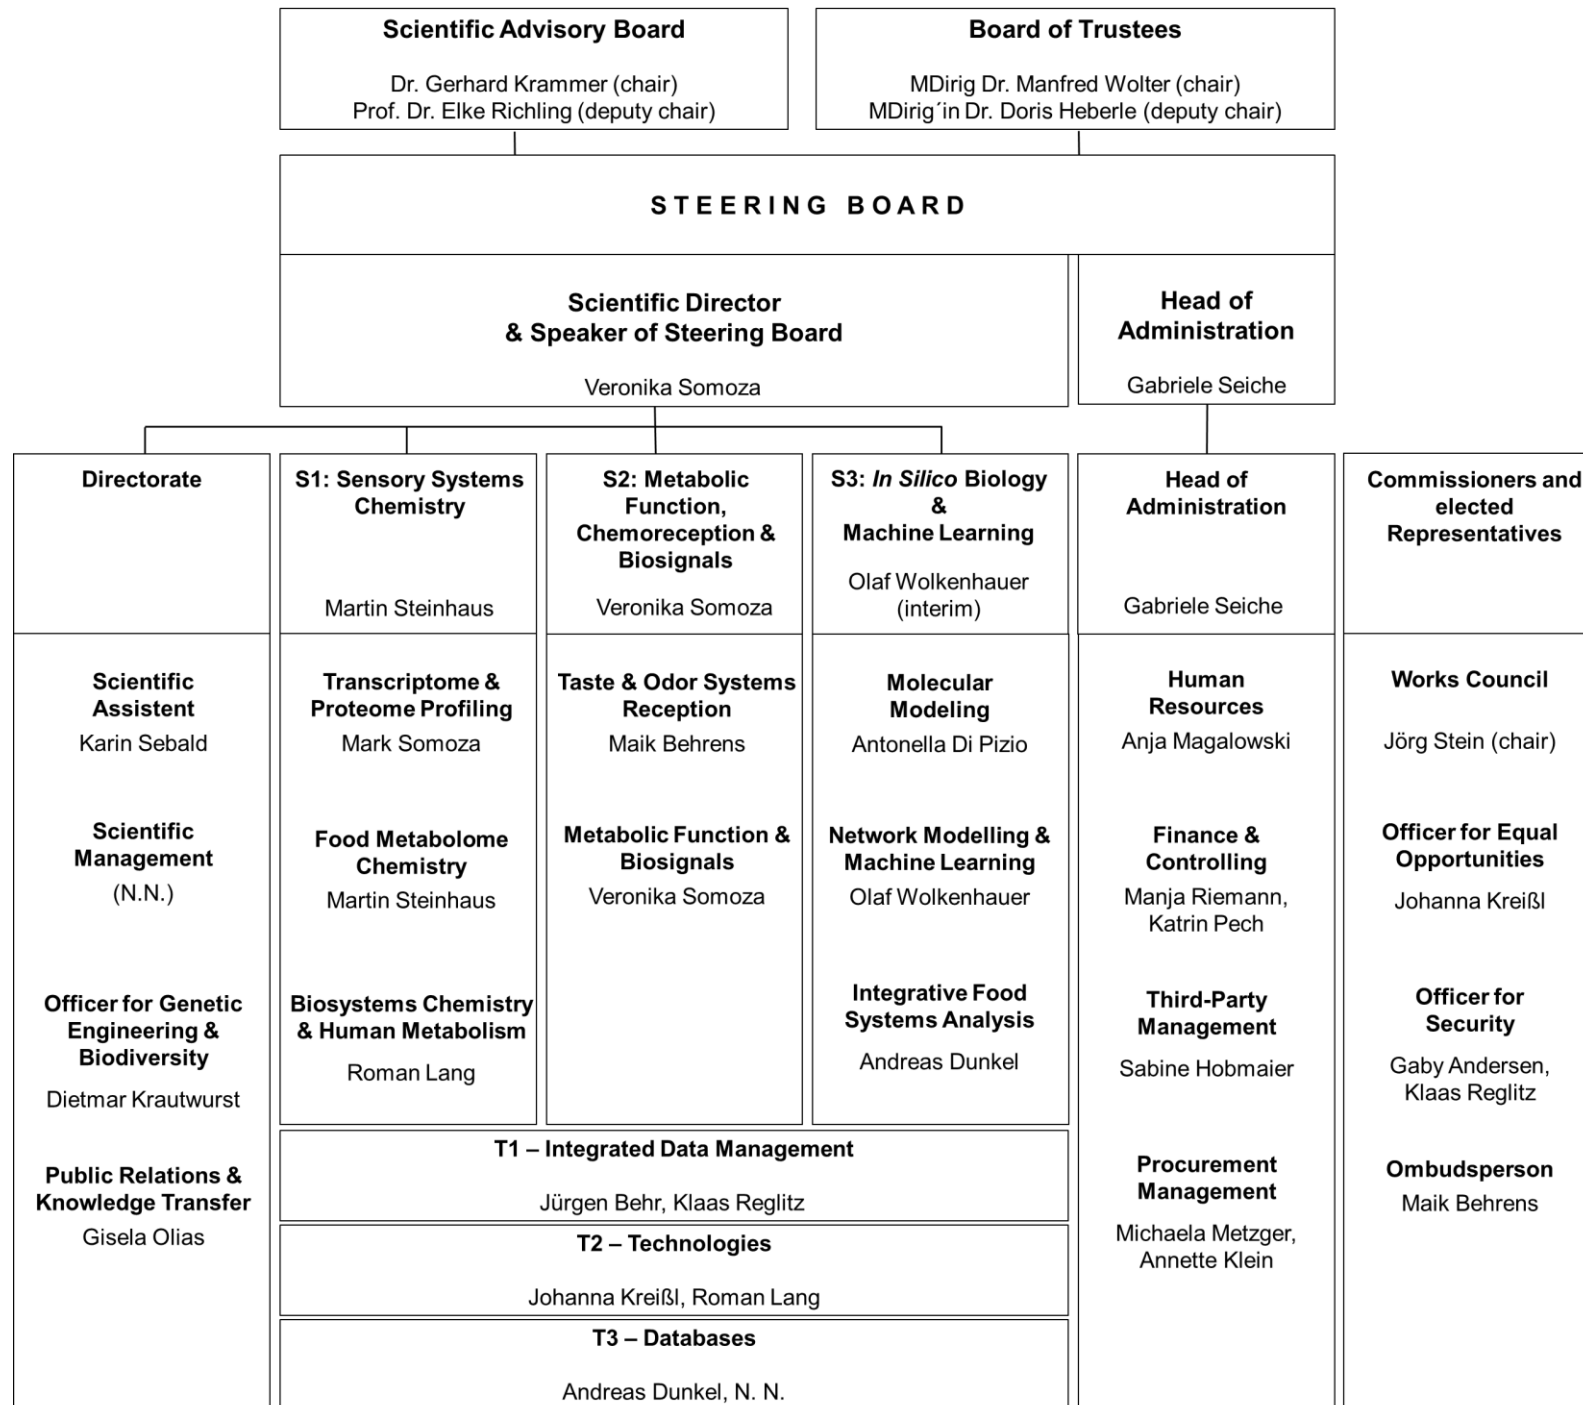 Scientific Advisory Board
Dr. Gerhard Krammer (chair)
Prof. Dr. Elke Richling (deputy chair)
Board of Trustees
MDirig Dr. Manfred Wolter (chair)
MDirig´in Dr. Doris Heberle (deputy chair)
STEERING BOARD
Scientific Director
& Speaker of Steering Board
Veronika Somoza
Head of
Administration
Gabriele Seiche
Directorate
Scientific
Assistent
Karin Sebald
Scientific
Management
(N.N.)
Officer for Genetic
Engineering &
Biodiversity
Dietmar Krautwurst
Public Relations &
Knowledge Transfer
Gisela Olias
S1: Sensory Systems
Chemistry
Martin Steinhaus
Transcriptome &
Proteome Profiling
Mark Somoza
Food Metabolome
Chemistry
Martin Steinhaus
Biosystems Chemistry
& Human Metabolism
Roman Lang
S2: Metabolic
Function,
Chemoreception &
Biosignals
Veronika Somoza
Taste & Odor Systems
Reception
Maik Behrens
Metabolic Function &
Biosignals
Veronika Somoza
S3: In Silico Biology
&
Machine Learning
Olaf Wolkenhauer
(interim)
Molecular
Modeling
Antonella Di Pizio
Network Modelling &
Machine Learning
Olaf Wolkenhauer
Integrative Food
Systems Analysis
Andreas Dunkel
T1 – Integrated Data Management
Jürgen Behr, Klaas Reglitz
T2 – Technologies
Johanna Kreißl, Roman Lang
T3 – Databases
Andreas Dunkel, N. N.
Head of
Administration
Gabriele Seiche
Human
Resources
Anja Magalowski
Finance &
Controlling
Manja Riemann,
Katrin Pech
Third-Party
Management
Sabine Hobmaier
Procurement
Management
Michaela Metzger,
Annette Klein
Commissioners and
elected
Representatives
Works Council
Jörg Stein (chair)
Officer for Equal
Opportunities
Johanna Kreißl
Officer for
Security
Gaby Andersen,
Klaas Reglitz
Ombudsperson
Maik Behrens